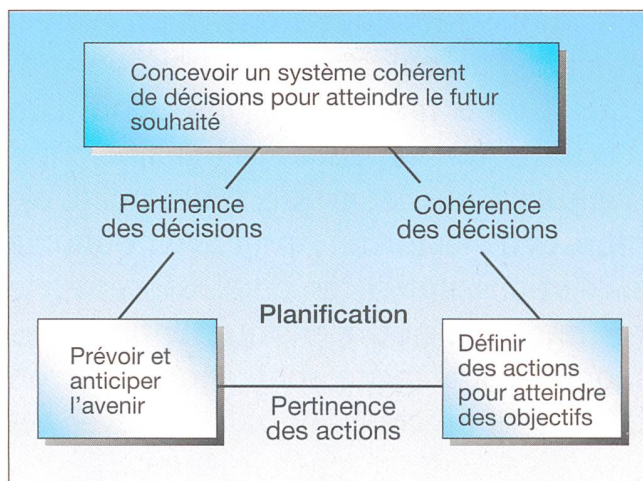 Concevoir un système cohérent
de décisions pour atteindre le futur
souhaité
Pertinence
des décisions
Cohérence
des décisions
Planification
Prévoir et
anticiper
l'avenir
Définir
des actions
pour atteindre
des objectifs
Pertinence
des actions